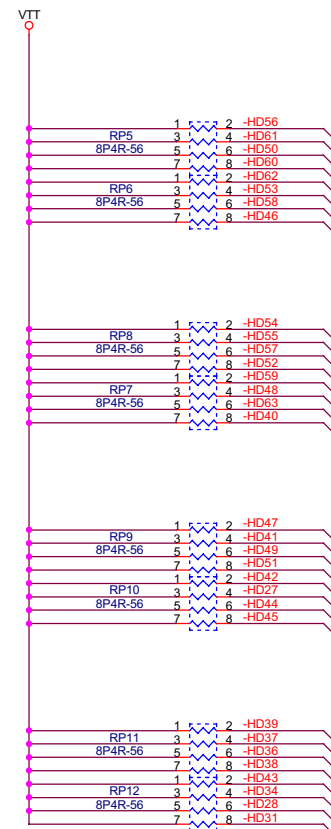 VTT
1 2 -HD56
RP5 3 4 -HD61
8P4R-56 5 6 -HD50
7 8 -HD60
1 2 -HD62
RP6 3 4 -HD53
8P4R-56 5 6 -HD58
7 8 -HD46
1 2 -HD54
RP8 3 4 -HD55
8P4R-56 5 6 -HD57
7 8 -HD52
1 2 -HD59
RP7 3 4 -HD48
8P4R-56 5 6 -HD63
7 8 -HD40
1 2 -HD47
RP9 3 4 -HD41
8P4R-56 5 6 -HD49
7 8 -HD51
1 2 -HD42
RP10 3 4 -HD27
8P4R-56 5 6 -HD44
7 8 -HD45
1 2 -HD39
RP11 3 4 -HD37
8P4R-56 5 6 -HD36
7 8 -HD38
1 2 -HD43
RP12 3 4 -HD34
8P4R-56 5 6 -HD28
7 8 -HD31